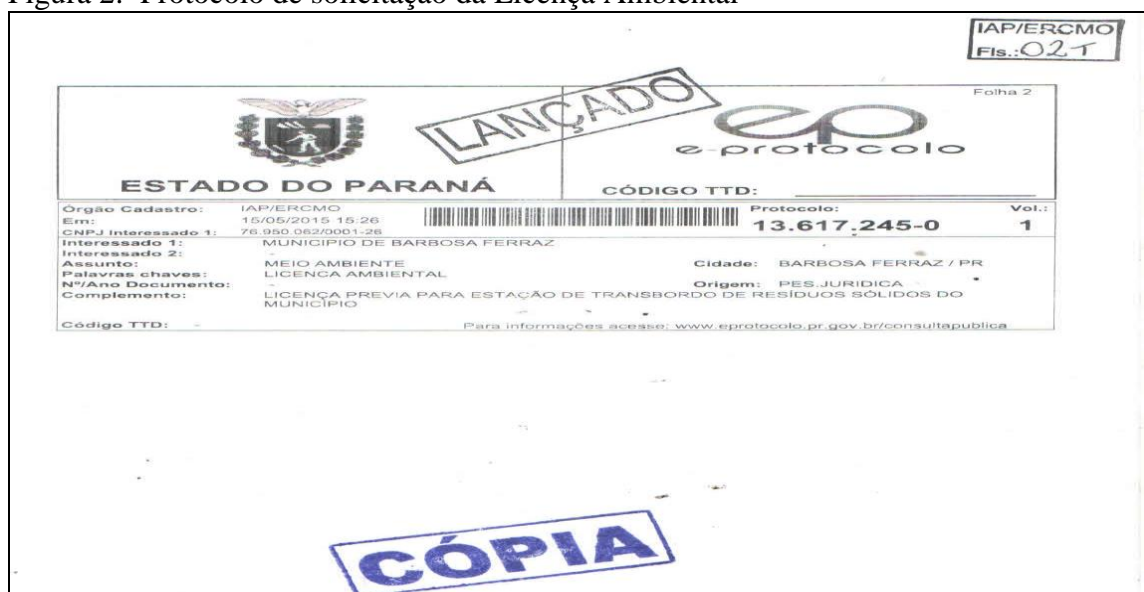 Figura 2. Protocolo de solicitação da Licença Ambiental
IAP/ERCMO
Fls.: 02 T
Folha 2
LANÇADO
ep
e-protocolo
ESTADO DO PARANÁ
CÓDIGO TTD:
Órgão Cadastro: IAP/ERCMO
Em: 15/05/2015 15:26
CNPJ Interessado 1: 76.950.062/0001-26
Protocolo: Vol.:
13.617.245-0 1
Interessado 1: MUNICIPIO DE BARBOSA FERRAZ
Interessado 2: -
Assunto: MEIO AMBIENTE Cidade: BARBOSA FERRAZ / PR
Palavras chaves: LICENCA AMBIENTAL
Nº/Ano Documento: - Origem: PES.JURIDICA
Complemento: LICENÇA PREVIA PARA ESTAÇÃO DE TRANSBORDO DE RESÍDUOS SÓLIDOS DO
MUNICÍPIO
Código TTD: - Para informações acesse: www.eprotocolo.pr.gov.br/consultapublica
CÓPIA